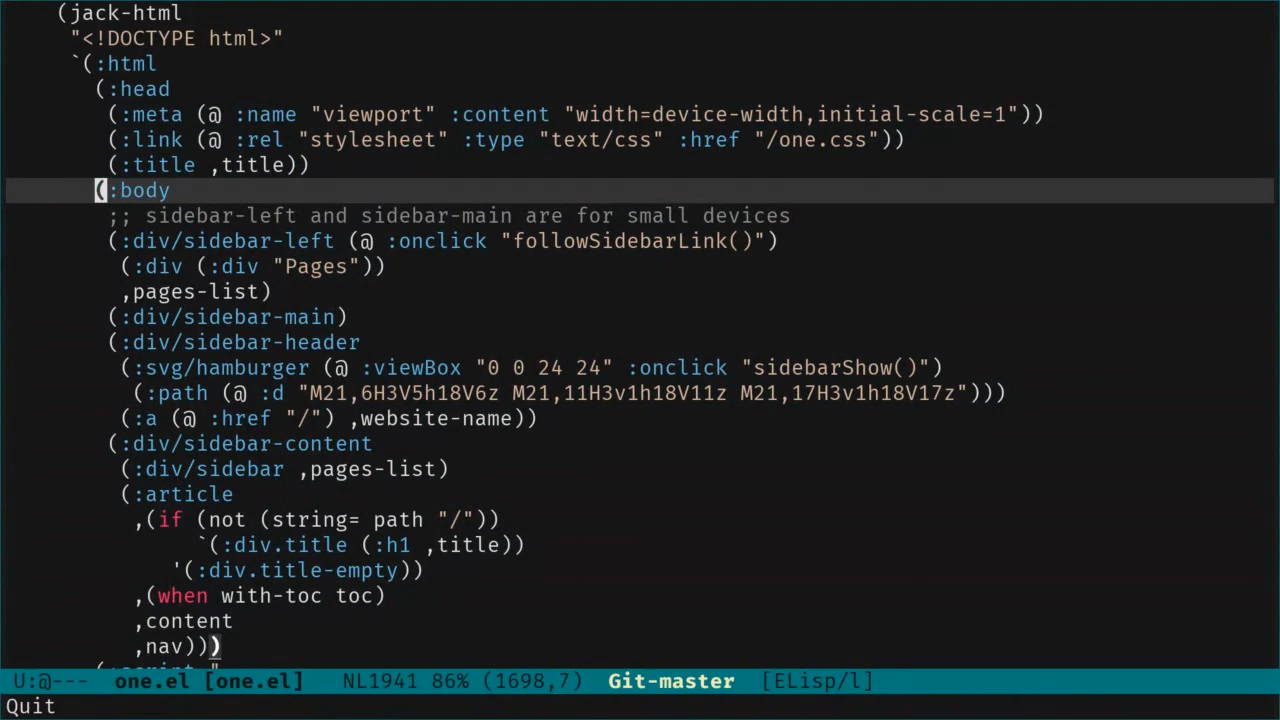 (jack-html
"<!DOCTYPE html>"
`(:html
(:head
(:meta (@ :name "viewport" :content "width=device-width,initial-scale=1"))
(:link (@ :rel "stylesheet" :type "text/css" :href "/one.css"))
(:title ,title))
(:body
;; sidebar-left and sidebar-main are for small devices
(:div/sidebar-left (@ :onclick "followSidebarLink()")
(:div (:div "Pages"))
,pages-list)
(:div/sidebar-main)
(:div/sidebar-header
(:svg/hamburger (@ :viewBox "0 0 24 24" :onclick "sidebarShow()")
(:path (@ :d "M21,6H3V5h18V6z M21,11H3v1h18V11z M21,17H3v1h18V17z")))
(:a (@ :href "/") ,website-name))
(:div/sidebar-content
(:div/sidebar ,pages-list)
(:article
,(if (not (string= path "/"))
`(:div.title (:h1 ,title))
'(:div.title-empty))
,(when with-toc toc)
,content
,nav)))
(:script "
U:@--- one.el [one.el] NL1941 86% (1698,7) Git-master [ELisp/l]
Quit